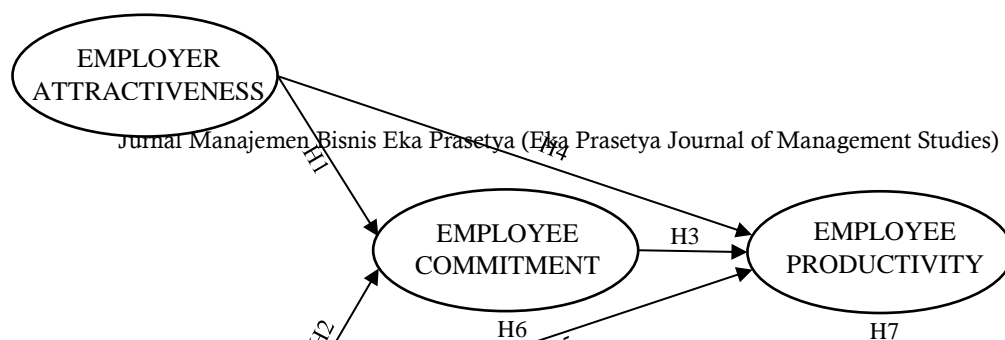 EMPLOYER
ATTRACTIVENESS
Jurnal Manajemen Bisnis Eka Prasetya (Eka Prasetya Journal of Management Studies)
H1
H4
EMPLOYEE
COMMITMENT
H3
EMPLOYEE
PRODUCTIVITY
H2
H6
H7